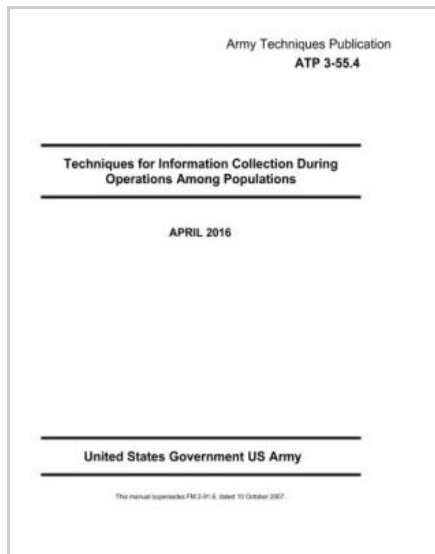 Army Techniques Publication
ATP 3-55.4
Techniques for Information Collection During
Operations Among Populations
APRIL 2016
United States Government US Army
This manual supersedes FM 2-91.6, dated 10 October 2007.